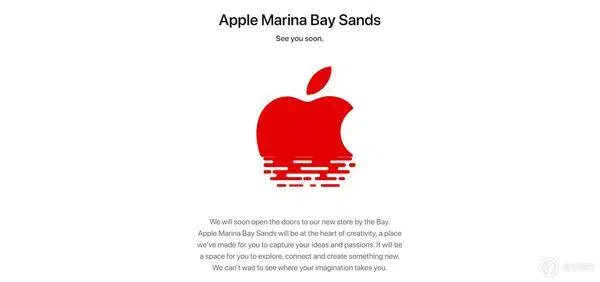 Apple Marina Bay Sands
See you soon.
We will soon open the doors to our new store by the Bay.
Apple Marina Bay Sands will be at the heart of creativity, a place
we've made for you to capture your ideas and passions. It will be
a space for you to explore, connect and create something new.
We can't wait to see where your imagination takes you.